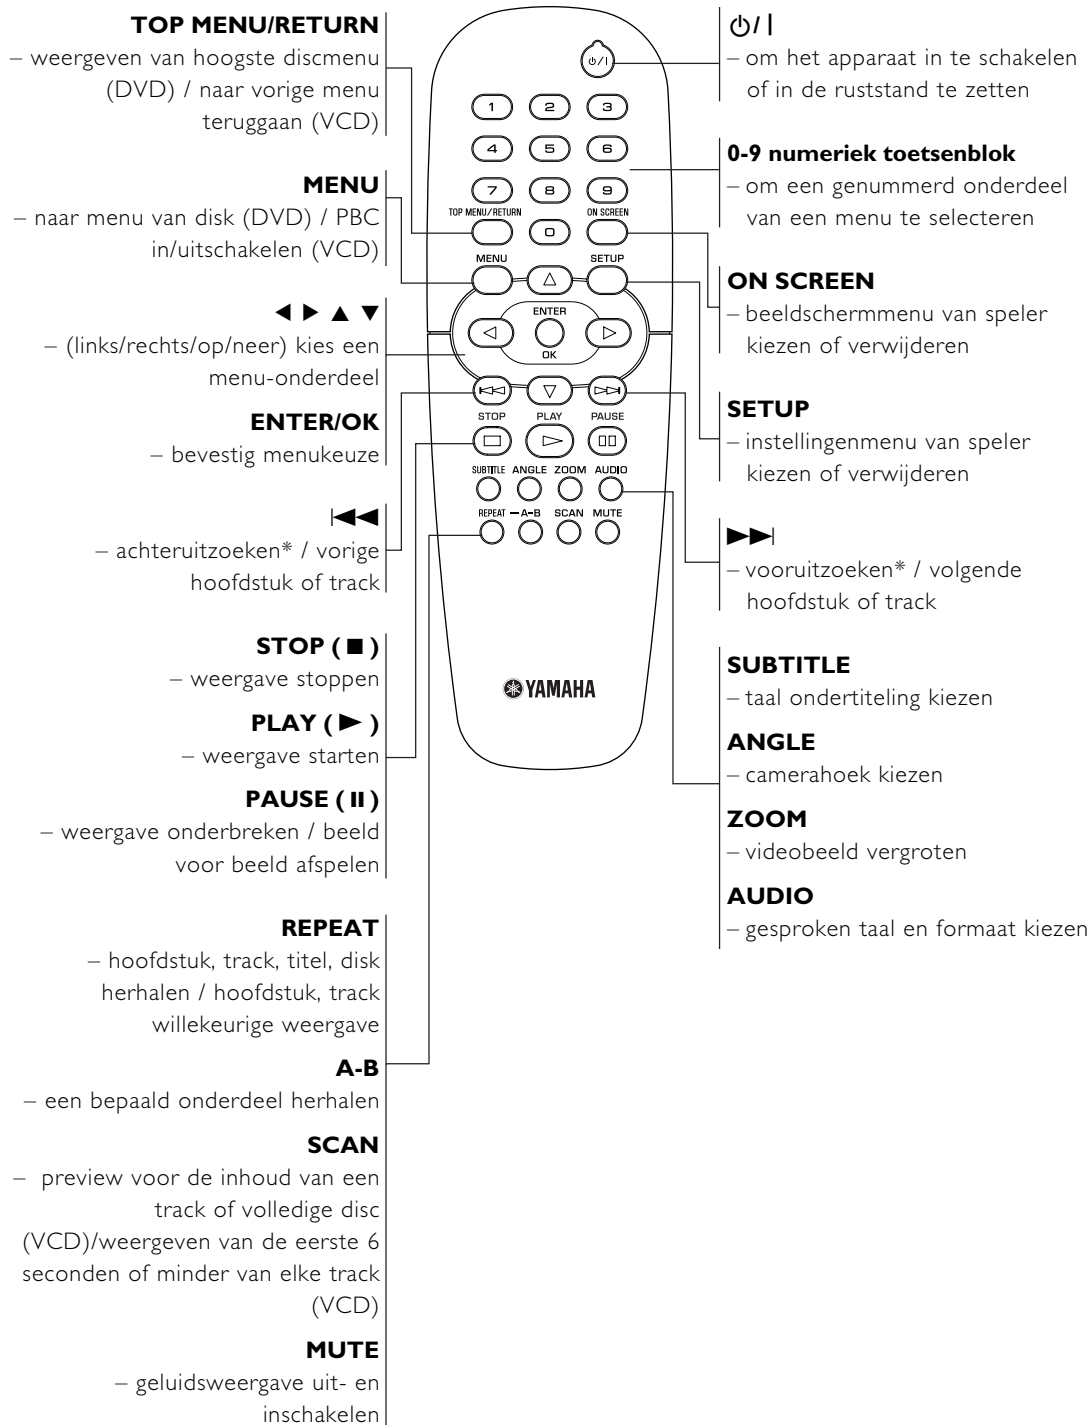 TOP MENU/RETURN
– weergeven van hoogste discmenu
(DVD) / naar vorige menu
teruggaan (VCD)
MENU
– naar menu van disk (DVD) / PBC
in/uitschakelen (VCD)
◀ ▶ ▲ ▼
– (links/rechts/op/neer) kies een
menu-onderdeel
ENTER/OK
– bevestig menukeuze
|◀◀
– achteruitzoeken* / vorige
hoofdstuk of track
STOP ( ■ )
– weergave stoppen
PLAY ( ▶ )
– weergave starten
PAUSE ( II )
– weergave onderbreken / beeld
voor beeld afspelen
REPEAT
– hoofdstuk, track, titel, disk
herhalen / hoofdstuk, track
willekeurige weergave
A-B
– een bepaald onderdeel herhalen
SCAN
– preview voor de inhoud van een
track of volledige disc
(VCD)/weergeven van de eerste 6
seconden of minder van elke track
(VCD)
MUTE
– geluidsweergave uit- en
inschakelen
⏻/I
1 2 3
4 5 6
7 8 9
TOP MENU/RETURN ON SCREEN
0
MENU SETUP
ENTER
OK
STOP PLAY PAUSE
SUBTITLE ANGLE ZOOM AUDIO
REPEAT – A-B SCAN MUTE
YAMAHA
⏻/I
– om het apparaat in te schakelen
of in de ruststand te zetten
0-9 numeriek toetsenblok
– om een genummerd onderdeel
van een menu te selecteren
ON SCREEN
– beeldschermmenu van speler
kiezen of verwijderen
SETUP
– instellingenmenu van speler
kiezen of verwijderen
▶▶|
– vooruitzoeken* / volgende
hoofdstuk of track
SUBTITLE
– taal ondertiteling kiezen
ANGLE
– camerahoek kiezen
ZOOM
– videobeeld vergroten
AUDIO
– gesproken taal en formaat kiezen